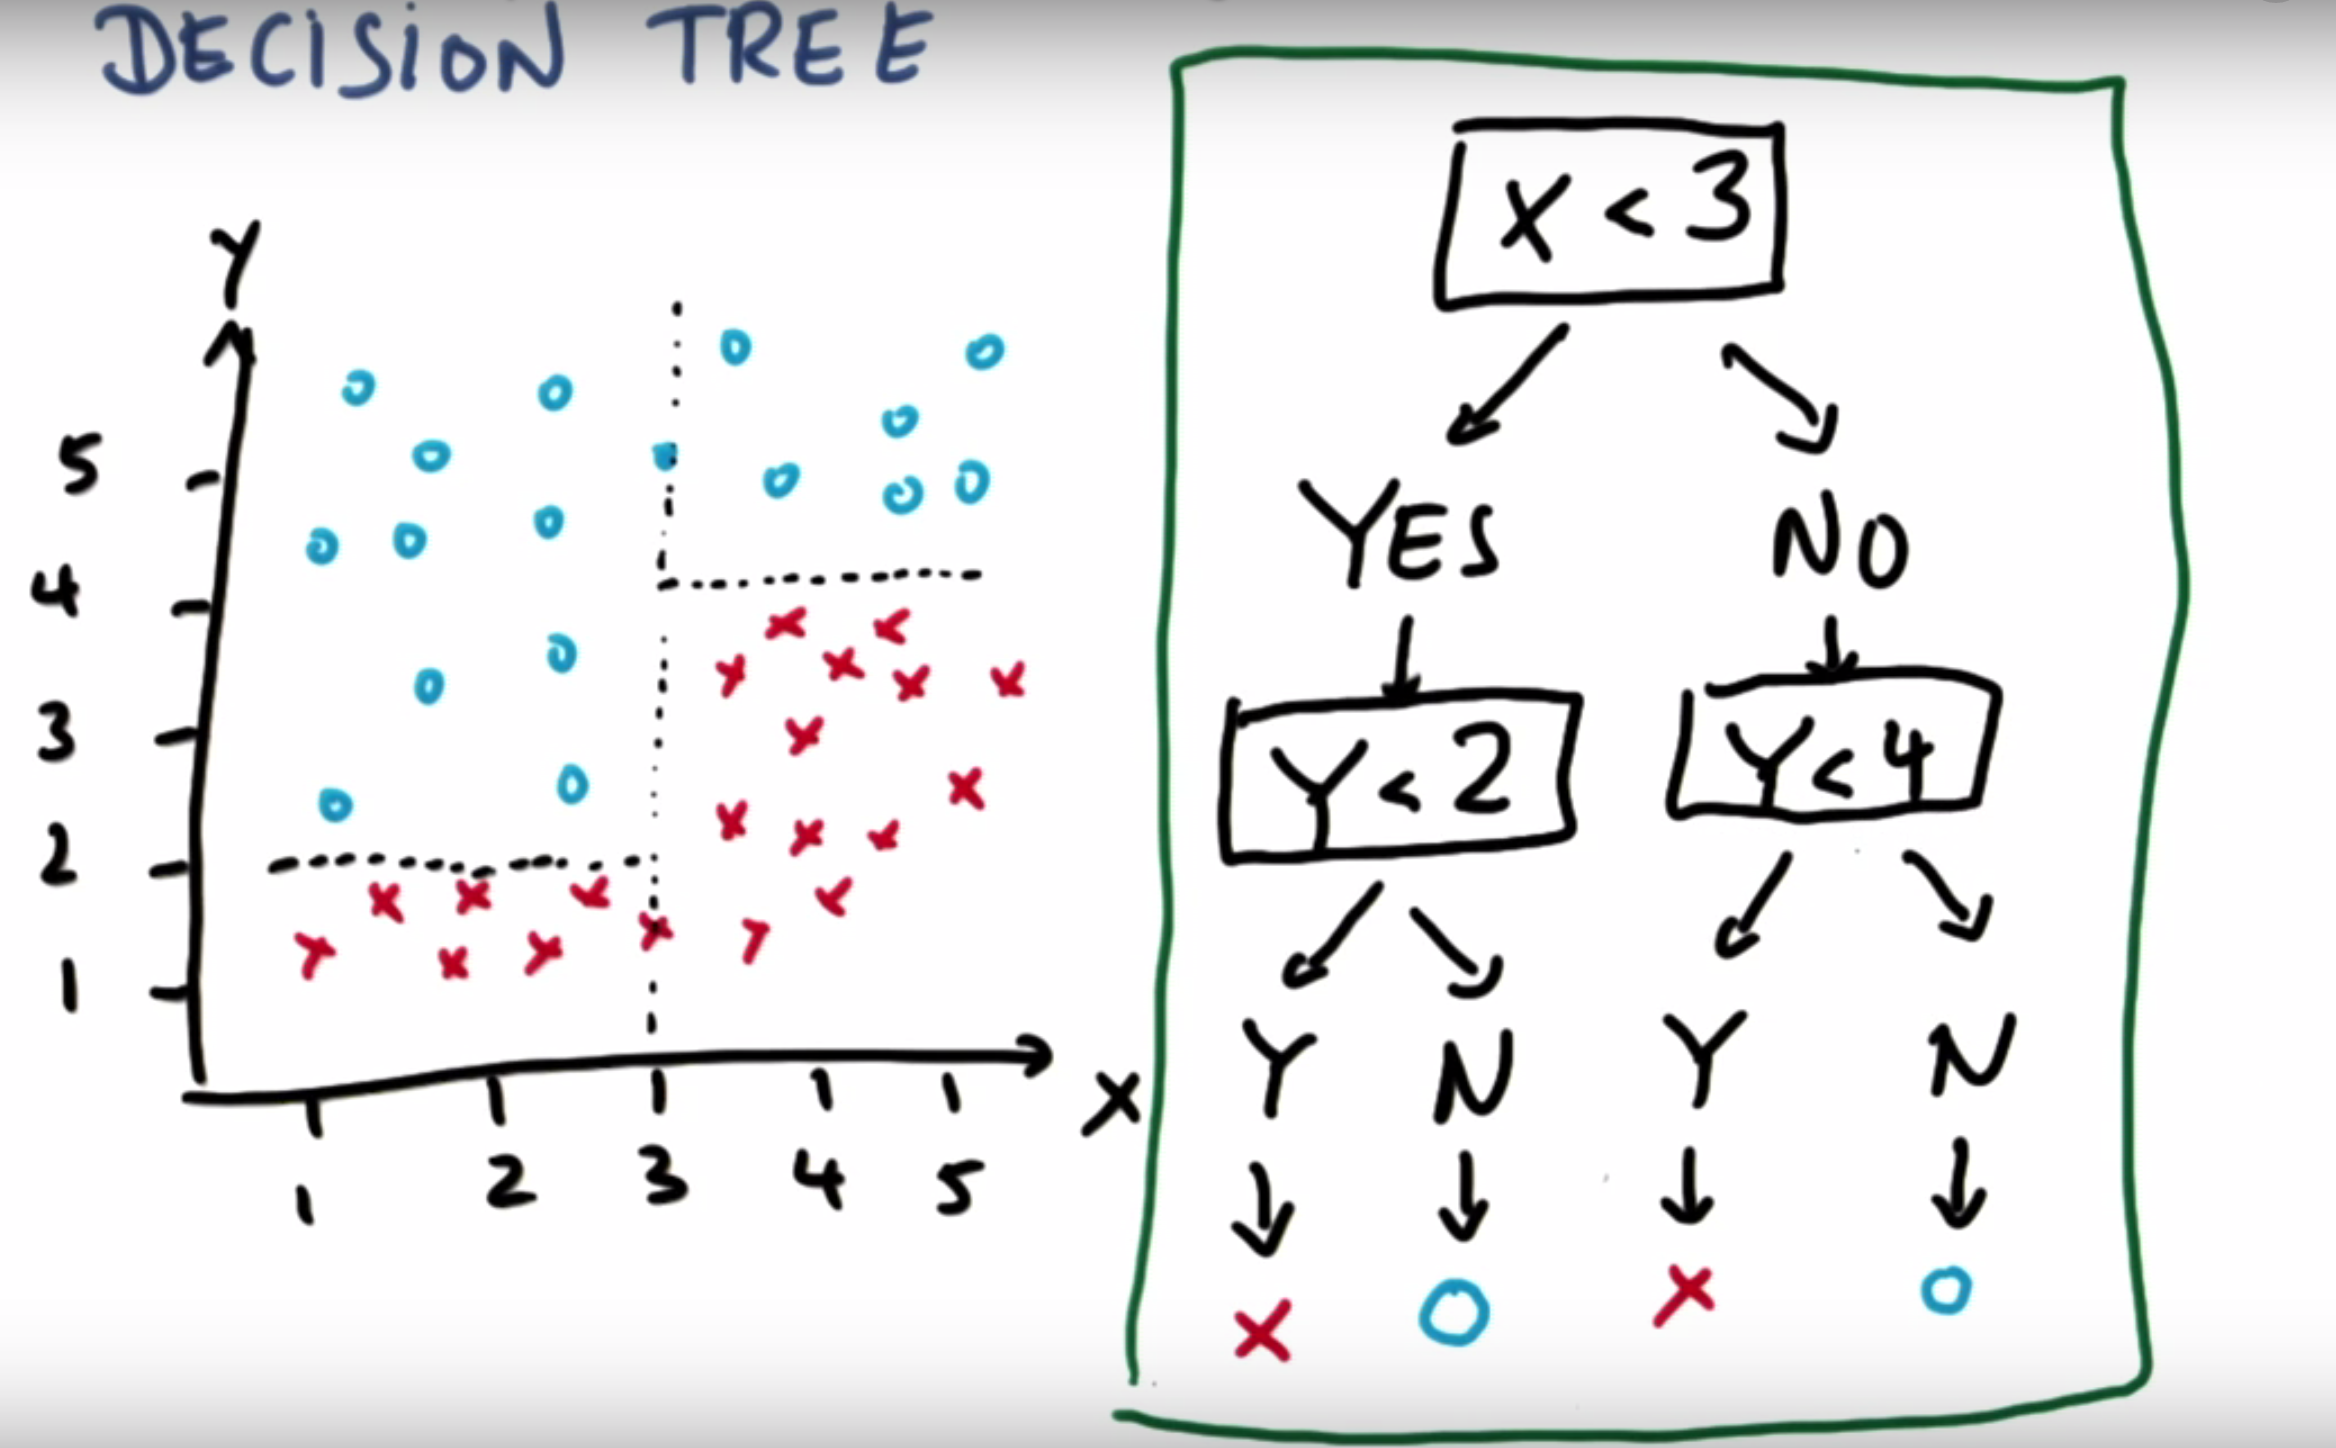 DECISION TREE
Y
5
4
3
2
1
1 2 3 4 5
X
X < 3
YES NO
Y < 2 Y < 4
Y N Y N